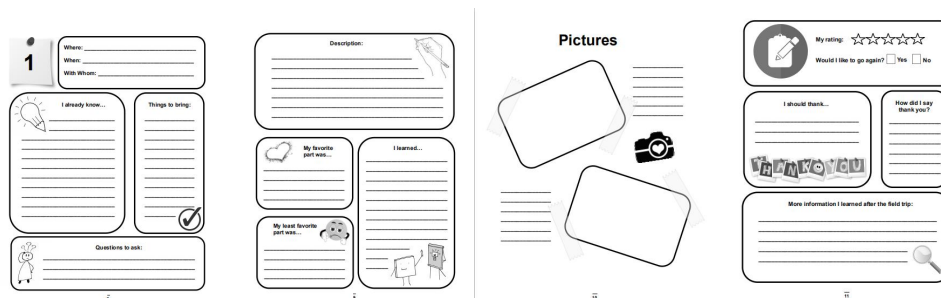 1
Where:
When:
With Whom:
I already know...
Things to bring:
Questions to ask:
Description:
My favorite
part was...
I learned...
My least favorite
part was...
Pictures
My rating:
Would I like to go again? Yes No
I should thank...
How did I say
thank you?
THANK YOU
More information I learned after the field trip:
11